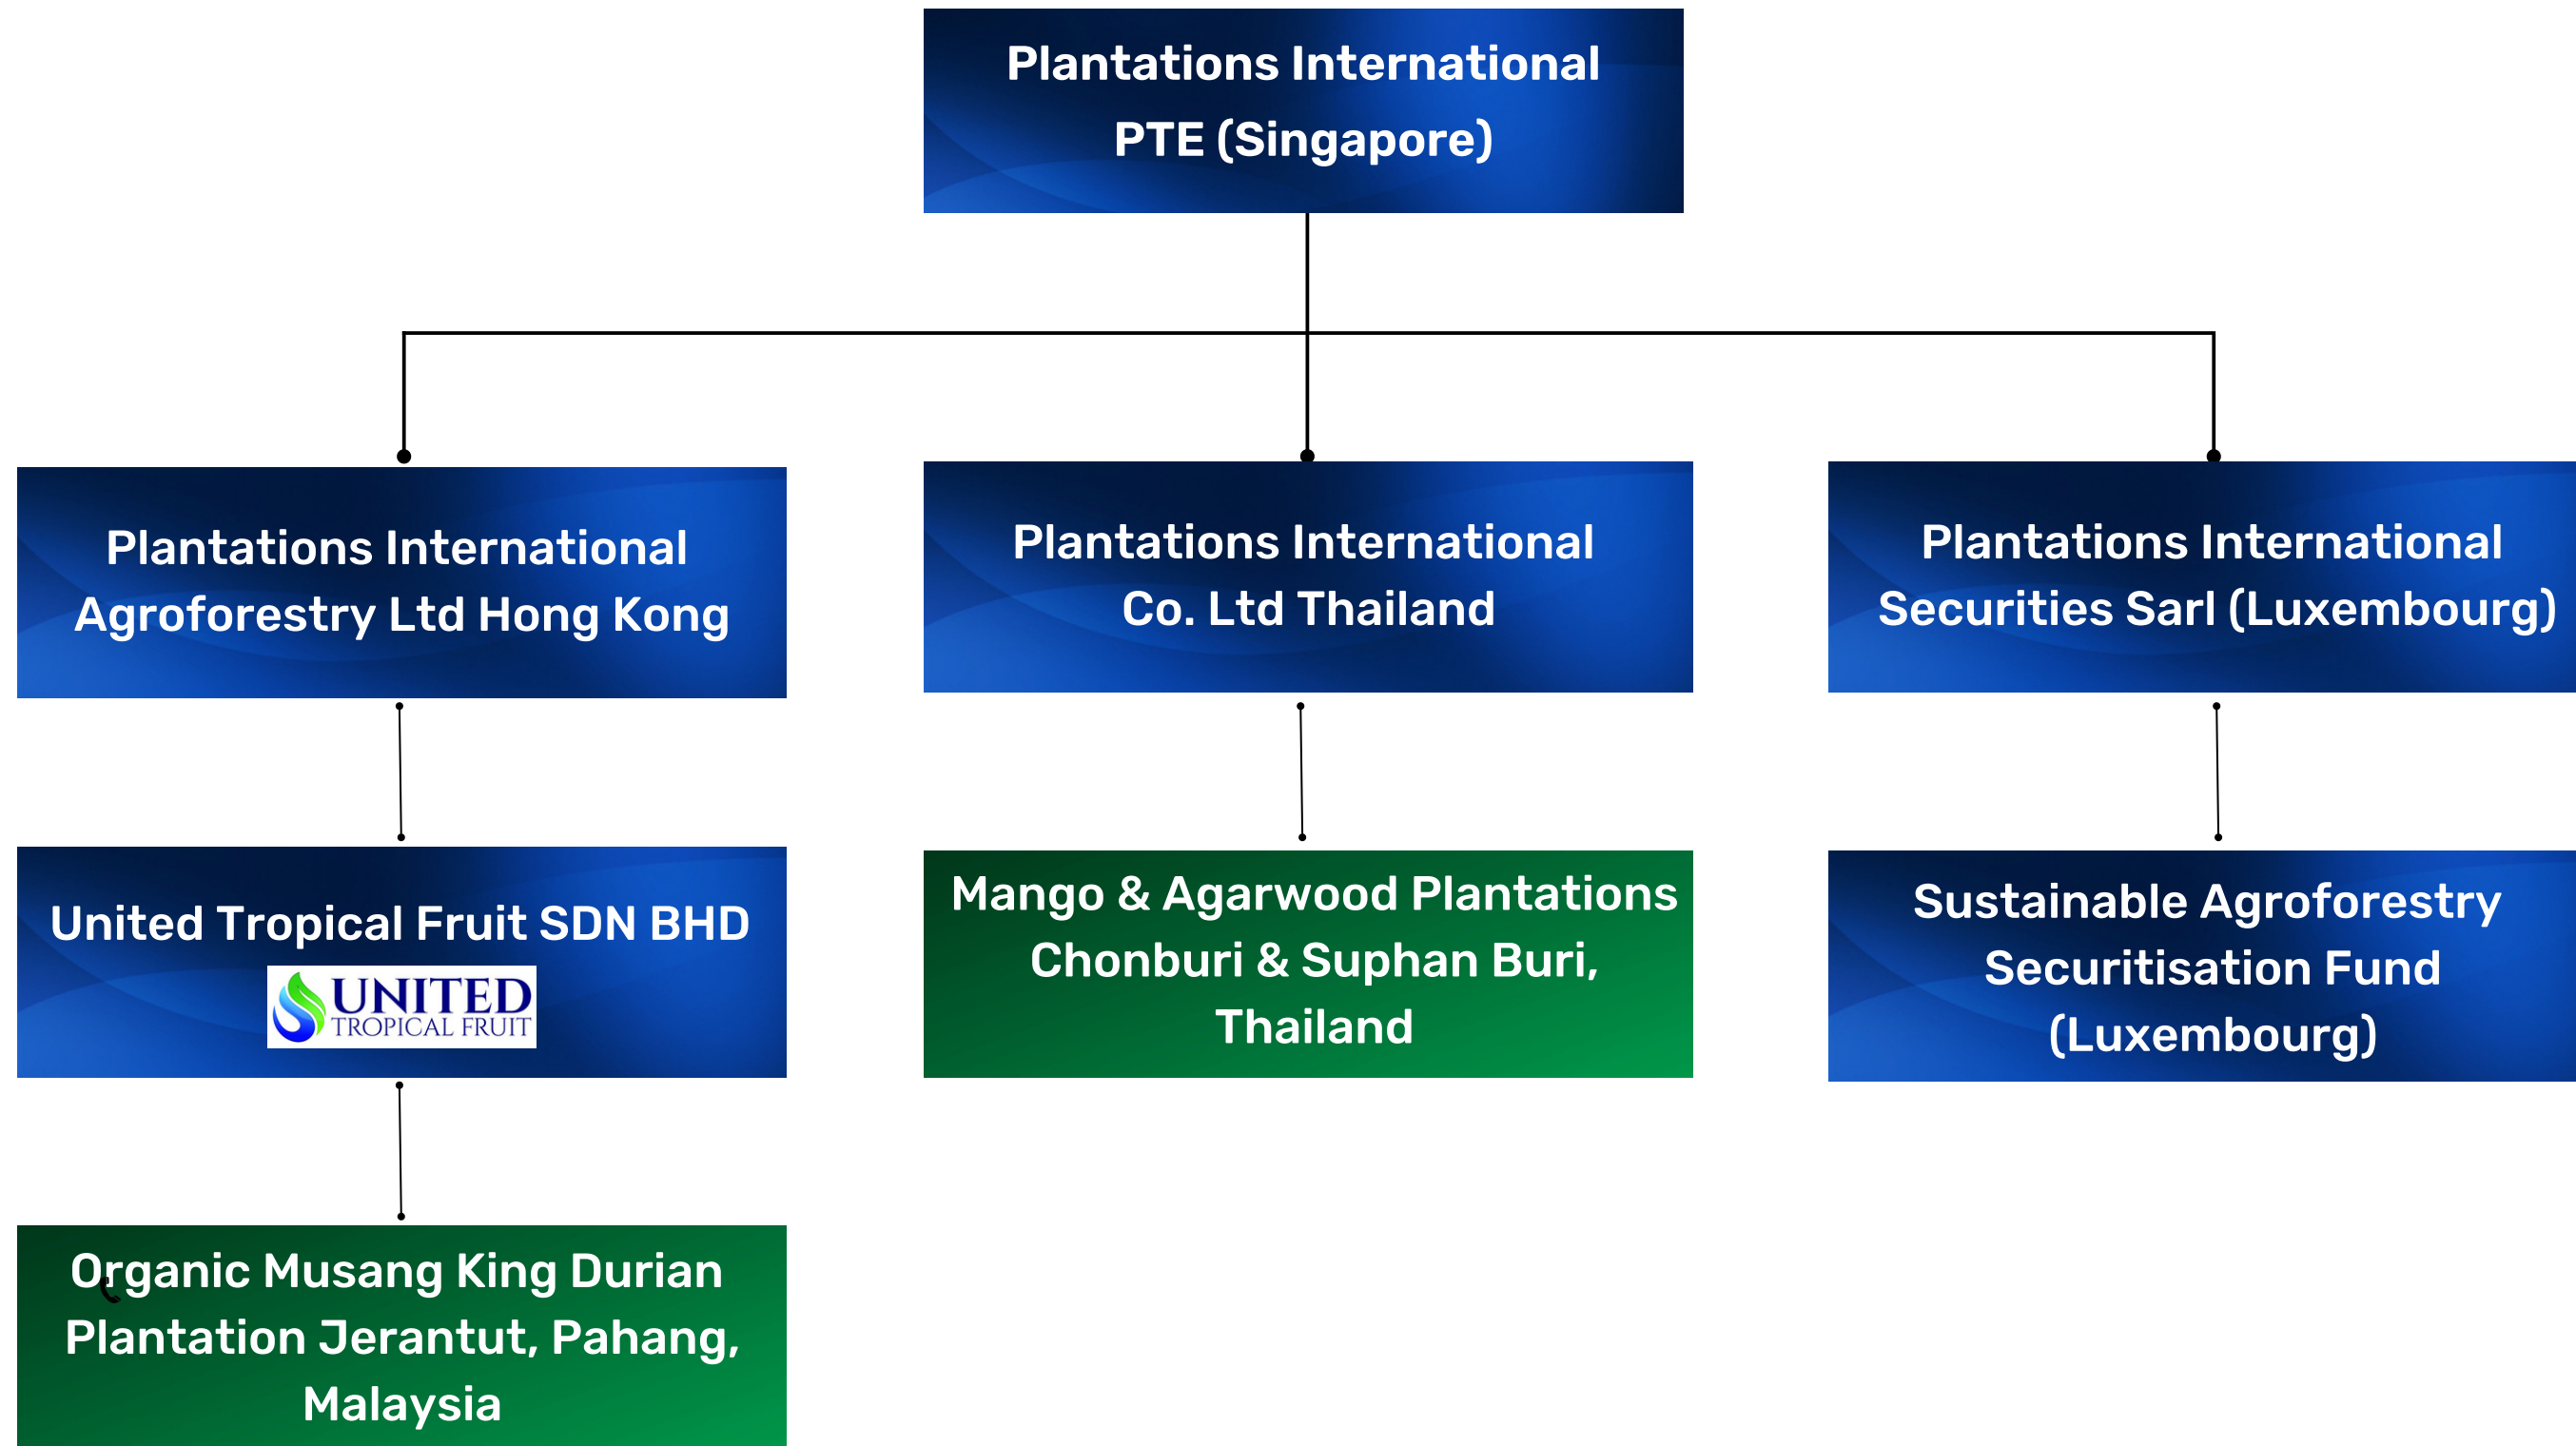 Plantations International
PTE (Singapore)
Plantations International
Agroforestry Ltd Hong Kong
Plantations International
Co. Ltd Thailand
Plantations International
Securities Sarl (Luxembourg)
United Tropical Fruit SDN BHD
UNITED
TROPICAL FRUIT
Mango & Agarwood Plantations
Chonburi & Suphan Buri,
Thailand
Sustainable Agroforestry
Securitisation Fund
(Luxembourg)
Organic Musang King Durian
Plantation Jerantut, Pahang,
Malaysia